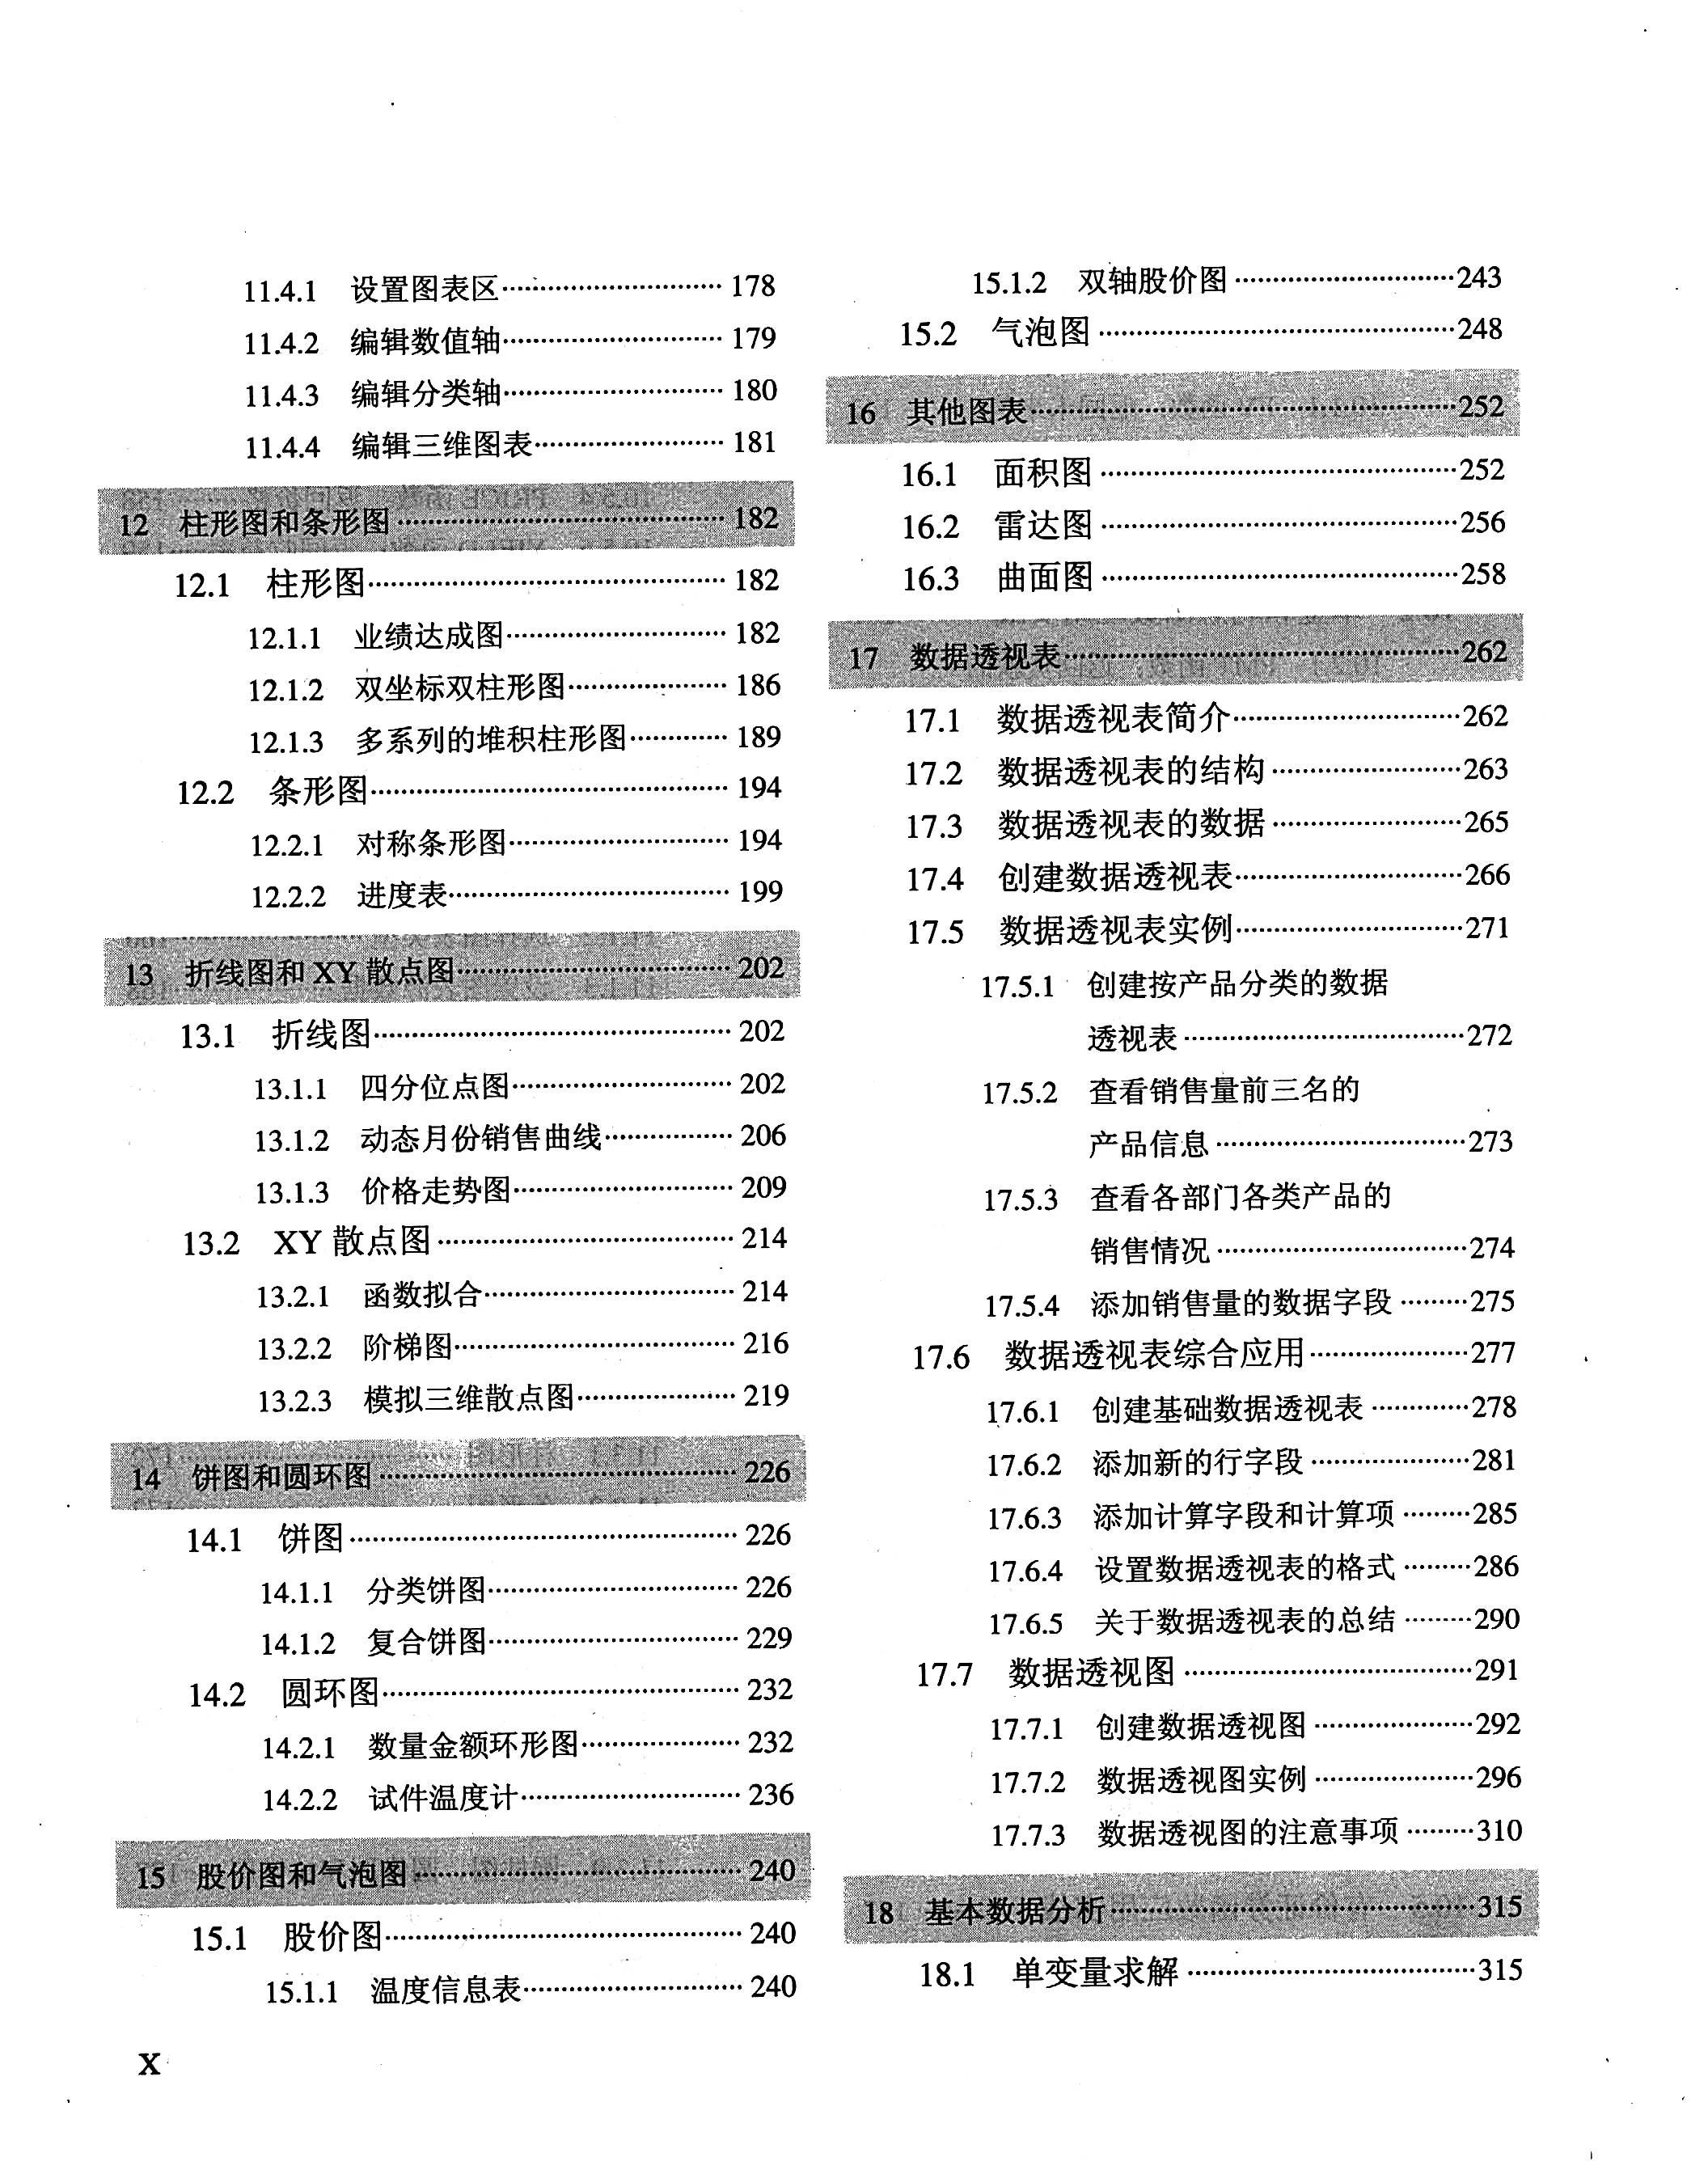 11.4.1 设置图表区 178
11.4.2 编辑数值轴 179
11.4.3 编辑分类轴 180
11.4.4 编辑三维图表 181
12 柱形图和条形图 182
12.1 柱形图 182
12.1.1 业绩达成图 182
12.1.2 双坐标双柱形图 186
12.1.3 多系列的堆积柱形图 189
12.2 条形图 194
12.2.1 对称条形图 194
12.2.2 进度表 199
13 折线图和 XY 散点图 202
13.1 折线图 202
13.1.1 四分位点图 202
13.1.2 动态月份销售曲线 206
13.1.3 价格走势图 209
13.2 XY 散点图 214
13.2.1 函数拟合 214
13.2.2 阶梯图 216
13.2.3 模拟三维散点图 219
14 饼图和圆环图 226
14.1 饼图 226
14.1.1 分类饼图 226
14.1.2 复合饼图 229
14.2 圆环图 232
14.2.1 数量金额环形图 232
14.2.2 试件温度计 236
15 股价图和气泡图 240
15.1 股价图 240
15.1.1 温度信息表 240
15.1.2 双轴股价图 243
15.2 气泡图 248
16 其他图表 252
16.1 面积图 252
16.2 雷达图 256
16.3 曲面图 258
17 数据透视表 262
17.1 数据透视表简介 262
17.2 数据透视表的结构 263
17.3 数据透视表的数据 265
17.4 创建数据透视表 266
17.5 数据透视表实例 271
17.5.1 创建按产品分类的数据
透视表 272
17.5.2 查看销售量前三名的
产品信息 273
17.5.3 查看各部门各类产品的
销售情况 274
17.5.4 添加销售量的数据字段 275
17.6 数据透视表综合应用 277
17.6.1 创建基础数据透视表 278
17.6.2 添加新的行字段 281
17.6.3 添加计算字段和计算项 285
17.6.4 设置数据透视表的格式 286
17.6.5 关于数据透视表的总结 290
17.7 数据透视图 291
17.7.1 创建数据透视图 292
17.7.2 数据透视图实例 296
17.7.3 数据透视图的注意事项 310
18 基本数据分析 315
18.1 单变量求解 315
X